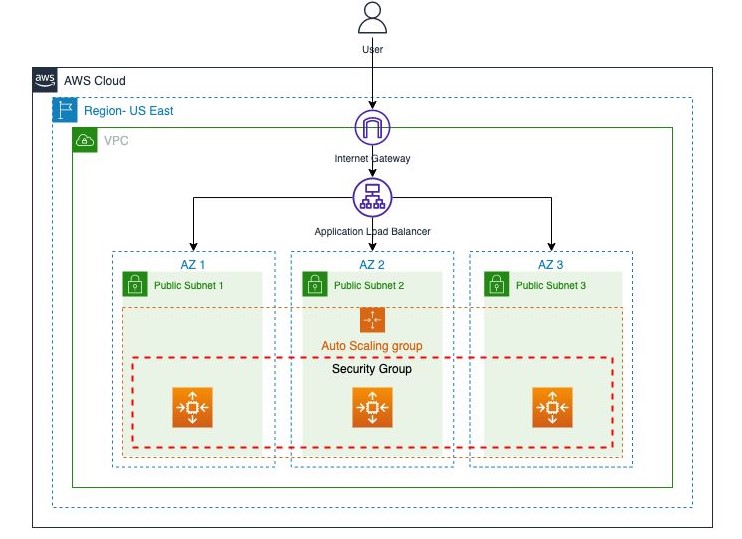 User
aws
AWS Cloud
Region- US East
VPC
Internet Gateway
Application Load Balancer
AZ 1
AZ 2
AZ 3
Public Subnet 1
Public Subnet 2
Public Subnet 3
Auto Scaling group
Security Group